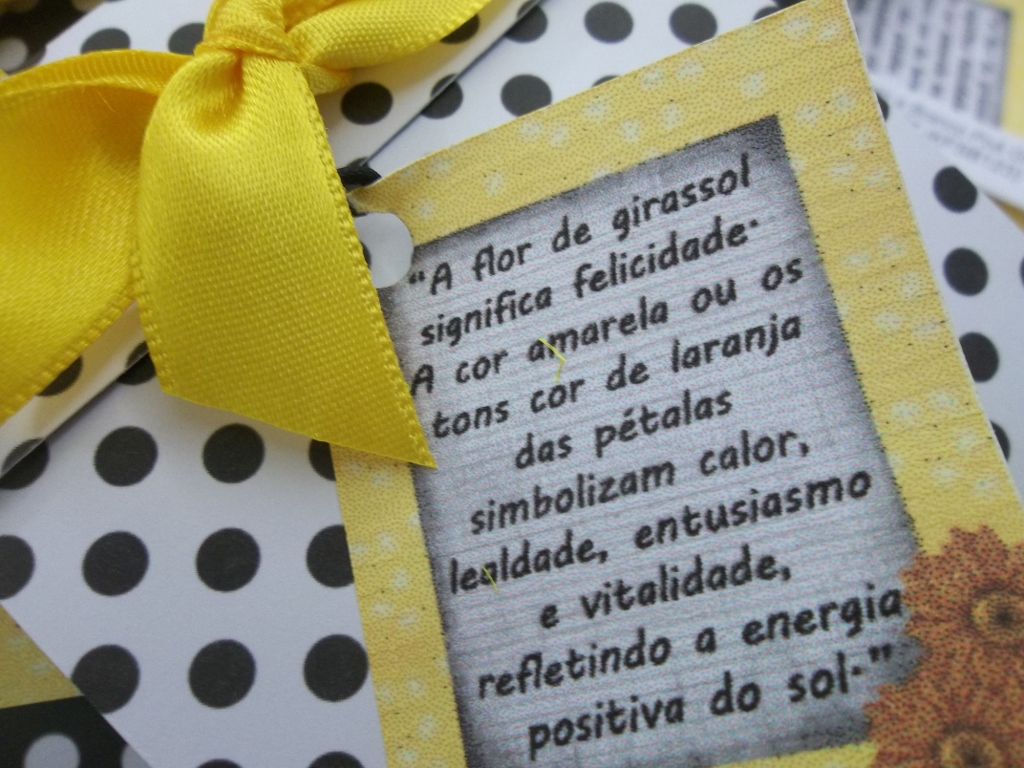 “A flor de girassol
significa felicidade.
A cor amarela ou os
tons cor de laranja
das pétalas
simbolizam calor,
lealdade, entusiasmo
e vitalidade,
refletindo a energia
positiva do sol.”